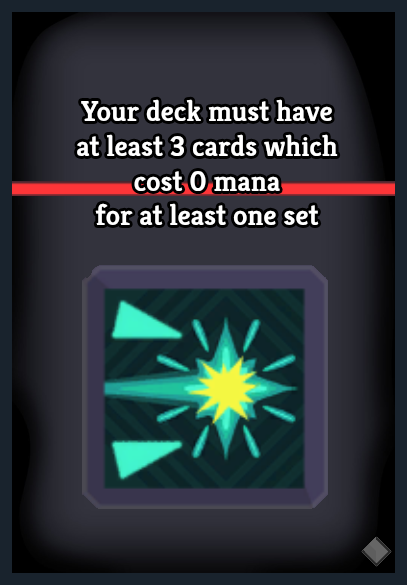 Your deck must have
at least 3 cards which
cost 0 mana
for at least one set